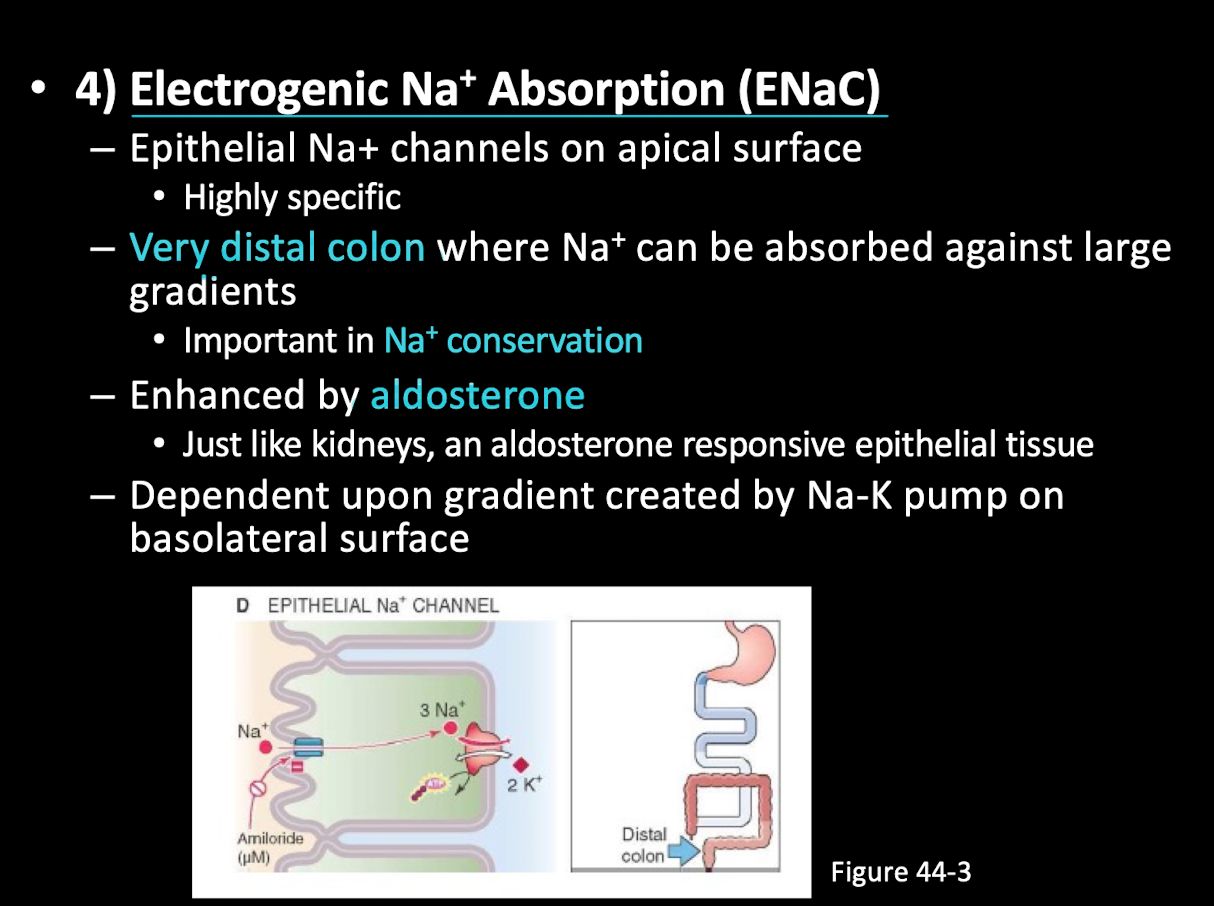 • 4) Electrogenic Na⁺ Absorption (ENaC)
– Epithelial Na+ channels on apical surface
• Highly specific
– Very distal colon where Na⁺ can be absorbed against large
gradients
• Important in Na⁺ conservation
– Enhanced by aldosterone
• Just like kidneys, an aldosterone responsive epithelial tissue
– Dependent upon gradient created by Na-K pump on
basolateral surface
D EPITHELIAL Na⁺ CHANNEL
Na⁺
3 Na⁺
ATP
2 K⁺
Amiloride
(µM)
Distal
colon
Figure 44-3